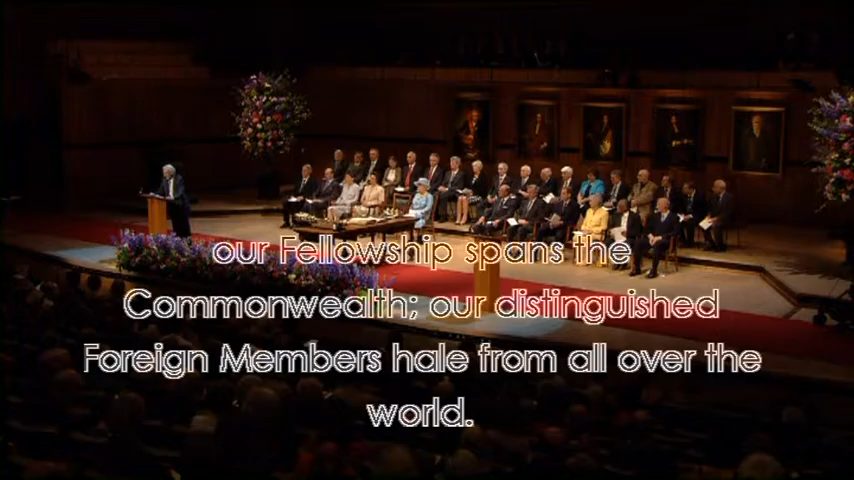 our Fellowship spans the
Commonwealth; our distinguished
Foreign Members hale from all over the
world.